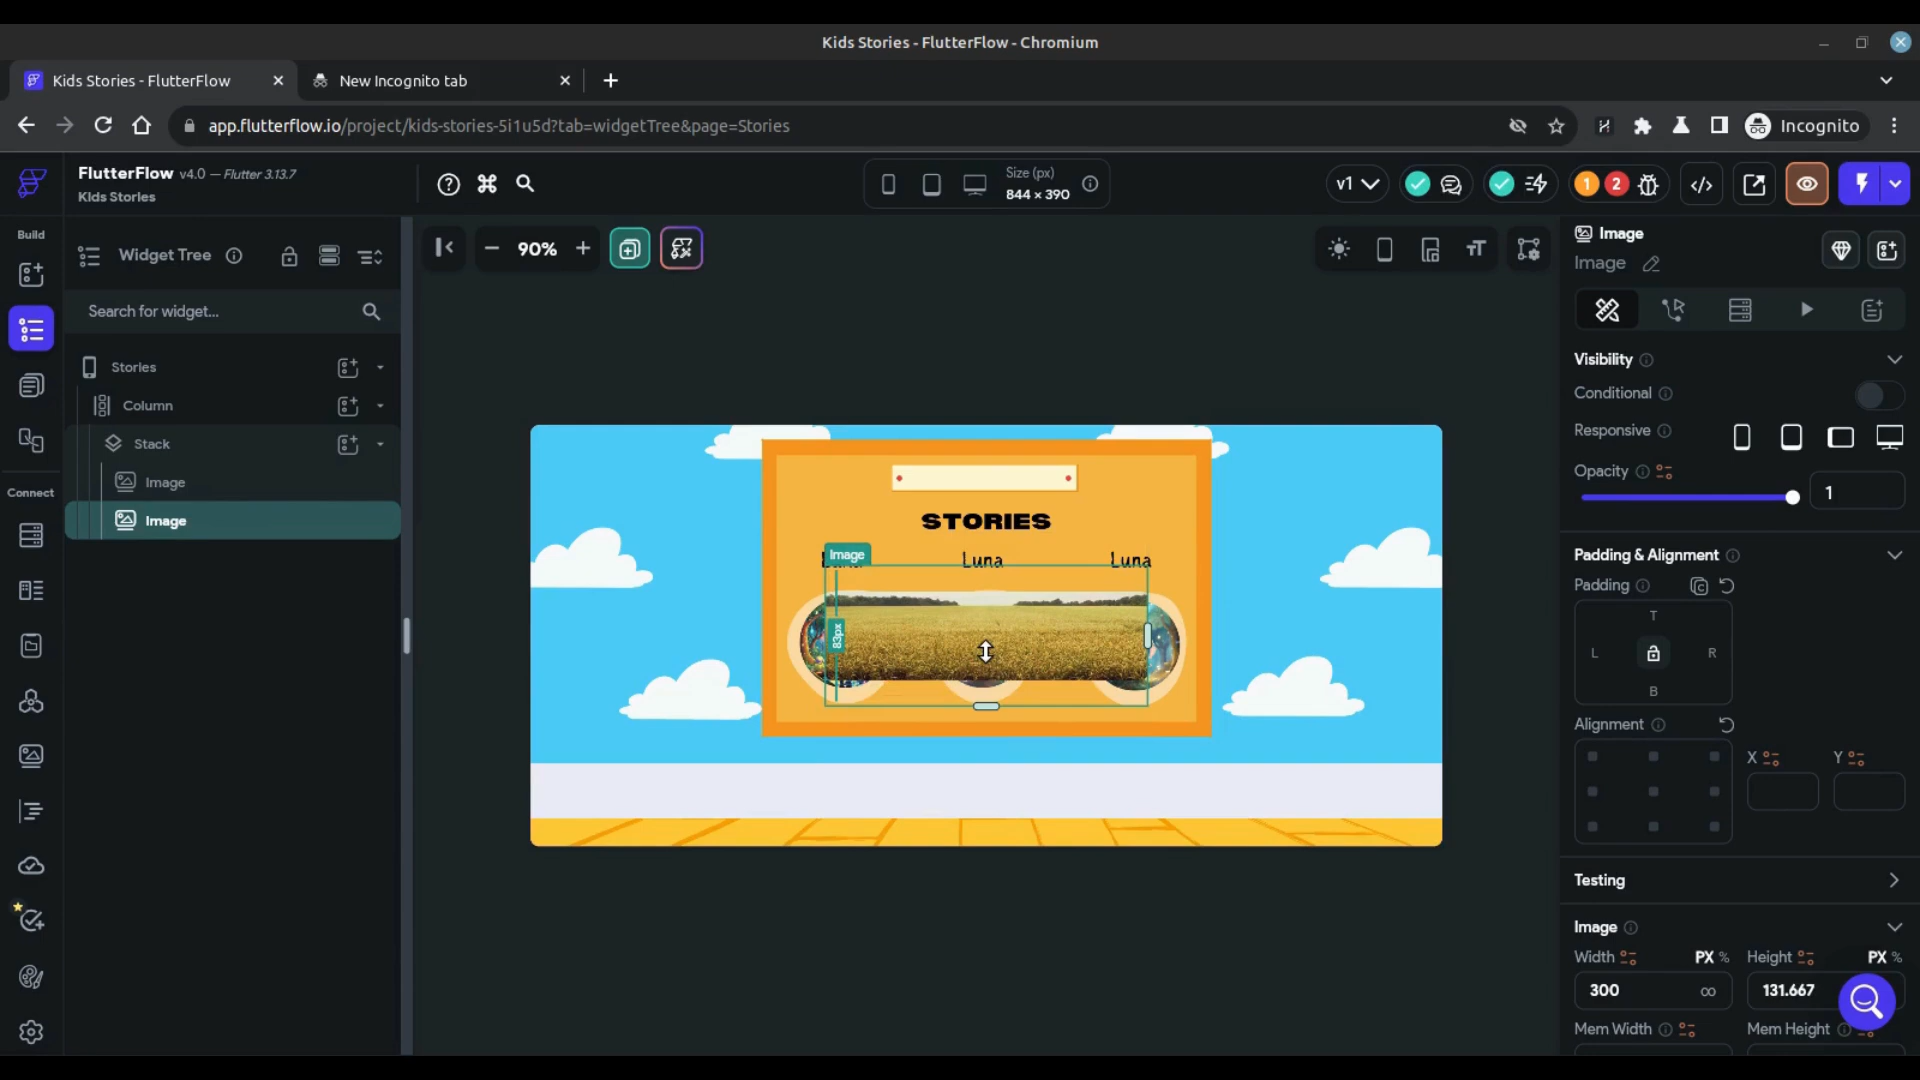 Kids Stories - FlutterFlow - Chromium
Kids Stories - FlutterFlow
New Incognito tab
app.flutterflow.io/project/kids-stories-5i1u5d?tab=widgetTree&page=Stories
Incognito
FlutterFlow v4.0 – Flutter 3.13.7
Kids Stories
Size (px)
844 × 390
v1
1
2
Build
Widget Tree
90%
Search for widget...
Stories
Column
Stack
Image
Image
Connect
STORIES
Luna
Luna
Image
83px
Image
Image
Visibility
Conditional
Responsive
Opacity
1
Padding & Alignment
Padding
T
L
R
B
Alignment
X
Y
Testing
Image
Width
PX %
Height
PX %
300
∞
131.667
Mem Width
Mem Height